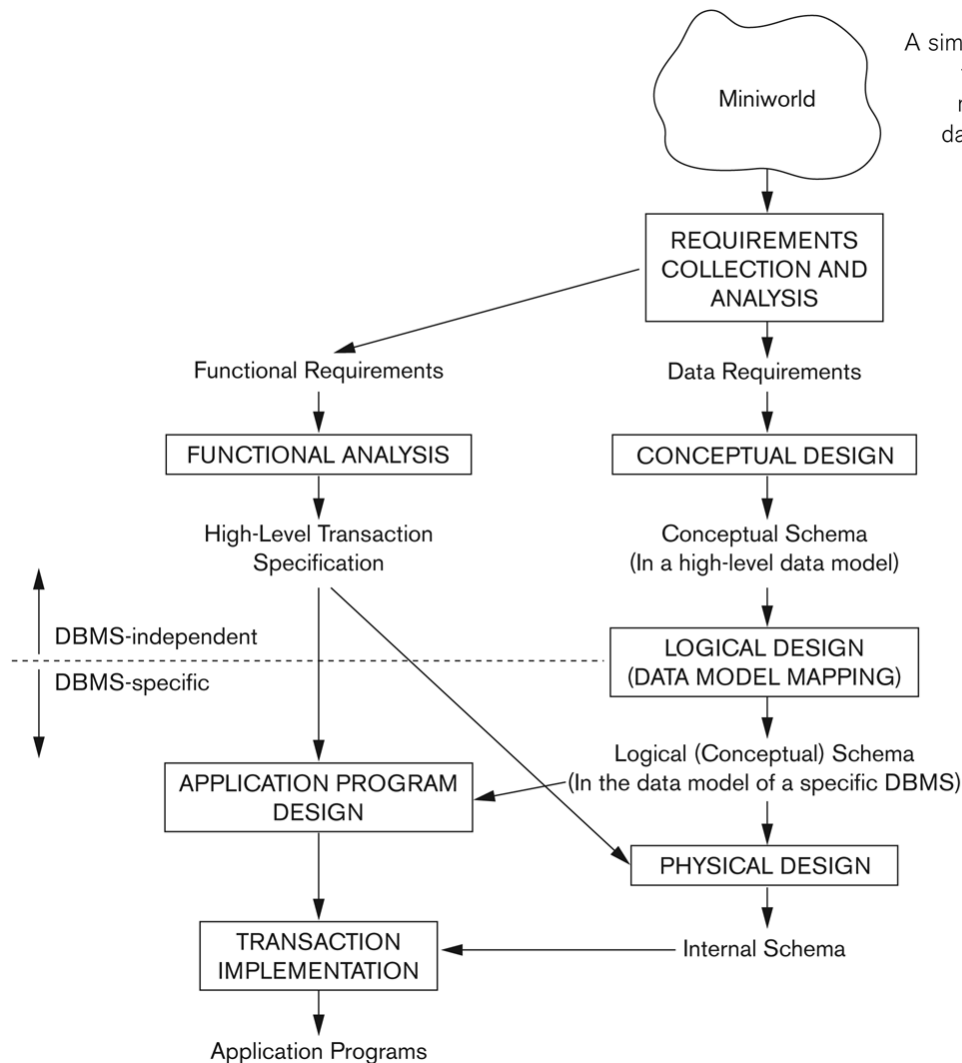 A sim
Miniworld
da
REQUIREMENTS
COLLECTION AND
ANALYSIS
Functional Requirements
Data Requirements
FUNCTIONAL ANALYSIS
CONCEPTUAL DESIGN
High-Level Transaction
Specification
Conceptual Schema
(In a high-level data model)
DBMS-independent
LOGICAL DESIGN
(DATA MODEL MAPPING)
DBMS-specific
Logical (Conceptual) Schema
(In the data model of a specific DBMS)
APPLICATION PROGRAM
DESIGN
PHYSICAL DESIGN
TRANSACTION
IMPLEMENTATION
Internal Schema
Application Programs